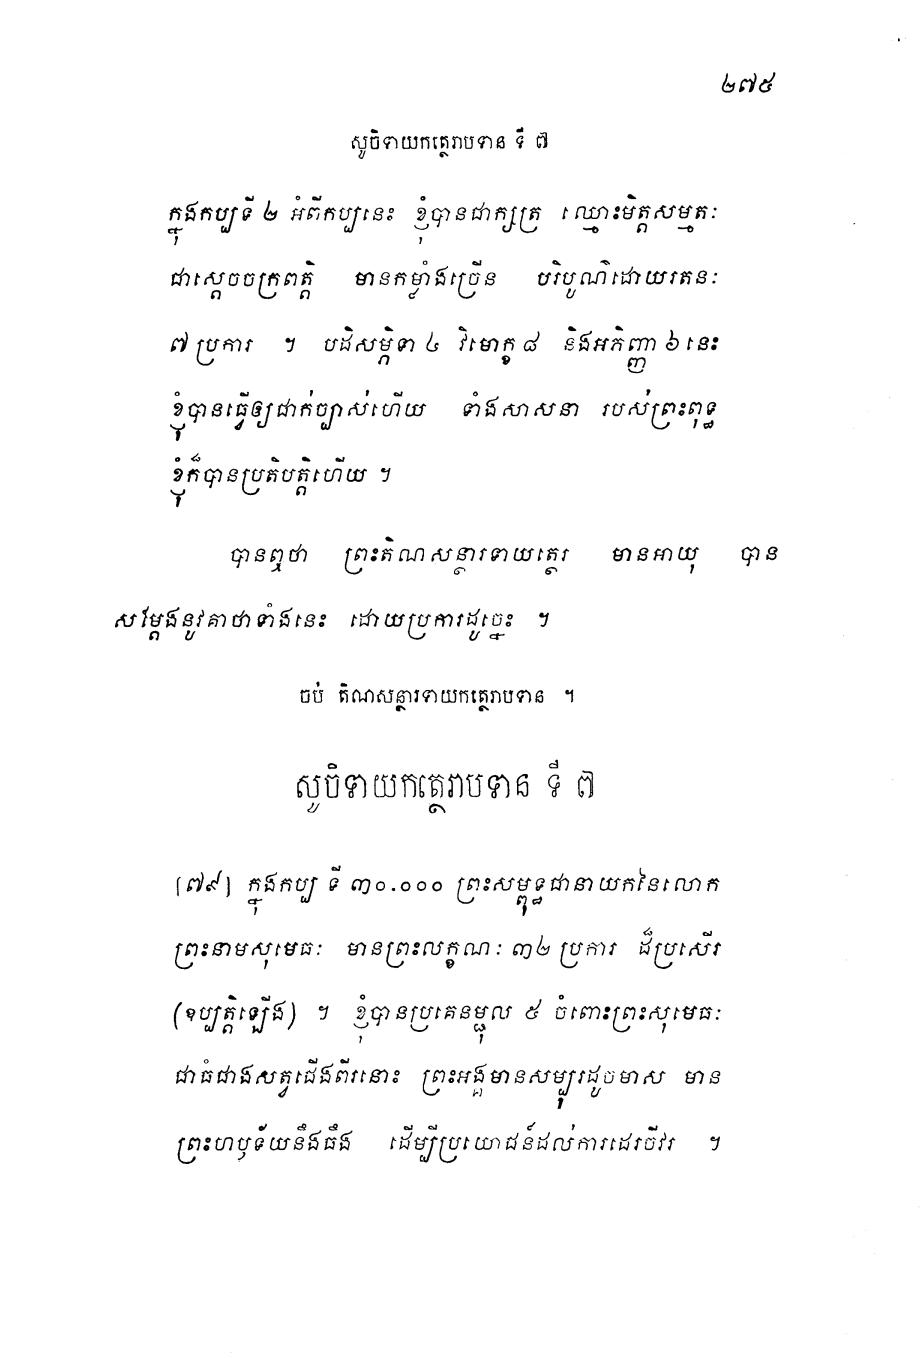 ២៧៥
សូចិទាយកត្ថេរាបទាន ទី ៧
ក្នុងកប្បទី ២ អំពីកប្បនេះ ខ្ញុំបានជាក្សត្រ ឈ្មោះមិត្តសម្មតៈ
ជាស្តេចចក្រពត្តិ មានកម្លាំងច្រើន បរិបូណ៌ដោយរតនៈ
៧ ប្រការ ។ បដិសម្ភិទា ៤ វិមោក្ខ ៨ និងអភិញ្ញា ៦ នេះ
ខ្ញុំបានធ្វើឲ្យជាក់ច្បាស់ហើយ ទាំងសាសនា របស់ព្រះពុទ្ធ
ខ្ញុំក៏បានប្រតិបត្តិហើយ ។
បានឮថា ព្រះតិណសន្ថារទាយត្ថេរ មានអាយុ បាន
សម្តែងនូវគាថាទាំងនេះ ដោយប្រការដូច្នេះ ។
ចប់ តិណសន្ថារទាយកត្ថេរាបទាន ។
សូចិទាយកត្ថេរាបទាន ទី ៧
[៧៩] ក្នុងកប្ប ទី ៣០.០០០ ព្រះសម្ពុទ្ធជានាយកនៃលោក
ព្រះនាមសុមេធៈ មានព្រះលក្ខណៈ ៣២ ប្រការ ដ៏ប្រសើរ
(ឧប្បត្តិឡើង) ។ ខ្ញុំបានប្រគេនម្ជុល ៥ ចំពោះព្រះសុមេធៈ
ជាធំជាងសត្វជើងពីរនោះ ព្រះអង្គមានសម្បុរដូចមាស មាន
ព្រះហឫទ័យនឹងធឹង ដើម្បីប្រយោជន៍ដល់ការដេរចីវរ ។